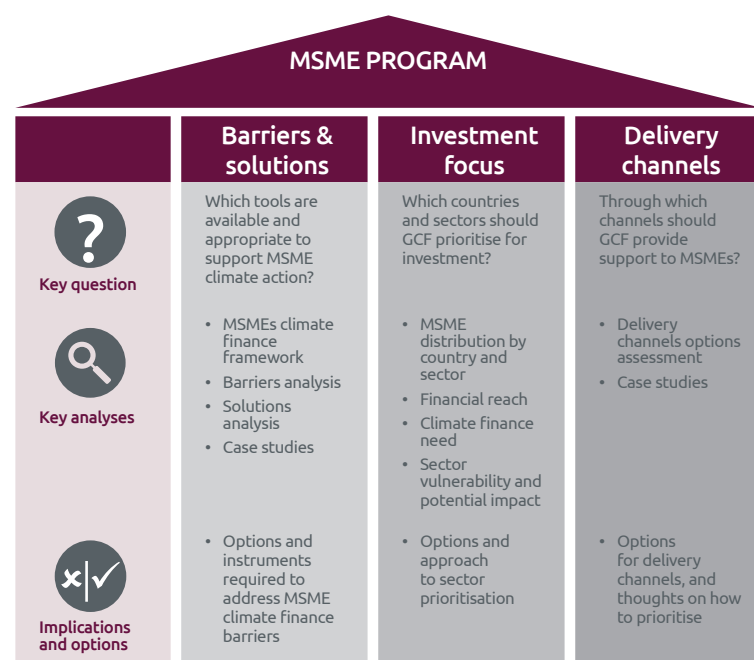 MSME PROGRAM
Barriers &
solutions
Investment
focus
Delivery
channels
Key question
Which tools are
available and
appropriate to
support MSME
climate action?
Which countries
and sectors should
GCF prioritise for
investment?
Through which
channels should
GCF provide
support to MSMEs?
Key analyses
• MSMEs climate
finance
framework
• Barriers analysis
• Solutions
analysis
• Case studies
• MSME
distribution by
country and
sector
• Financial reach
• Climate finance
need
• Sector
vulnerability and
potential impact
• Delivery
channels options
assessment
• Case studies
Implications
and options
• Options and
instruments
required to
address MSME
climate finance
barriers
• Options and
approach
to sector
prioritisation
• Options
for delivery
channels, and
thoughts on how
to prioritise